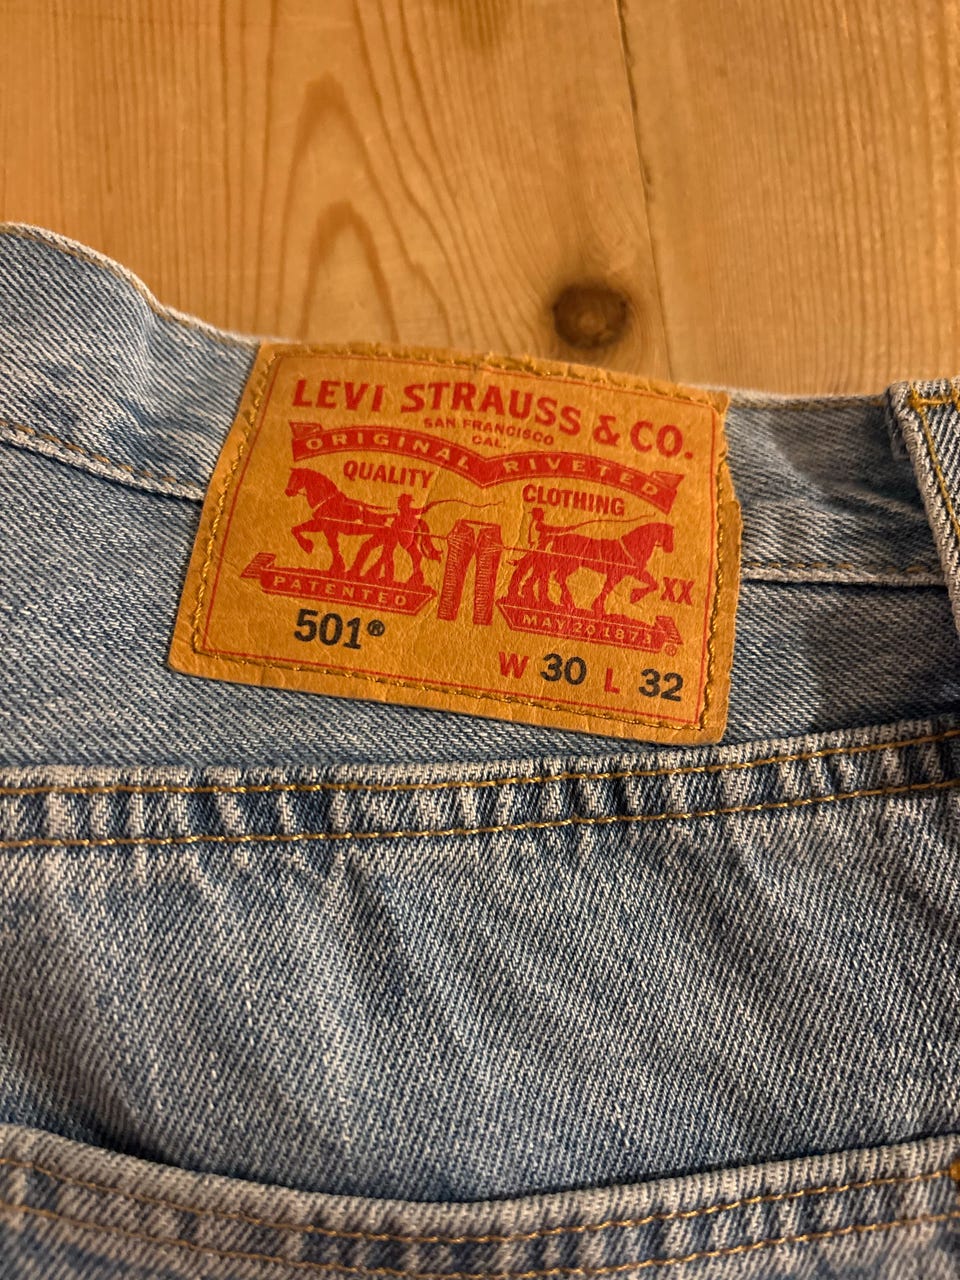 LEVI STRAUSS & CO.
SAN FRANCISCO
CAL.
ORIGINAL RIVETED
QUALITY CLOTHING
XX
PATENTED
MAY 20 1873
®
501®
W 30 L 32